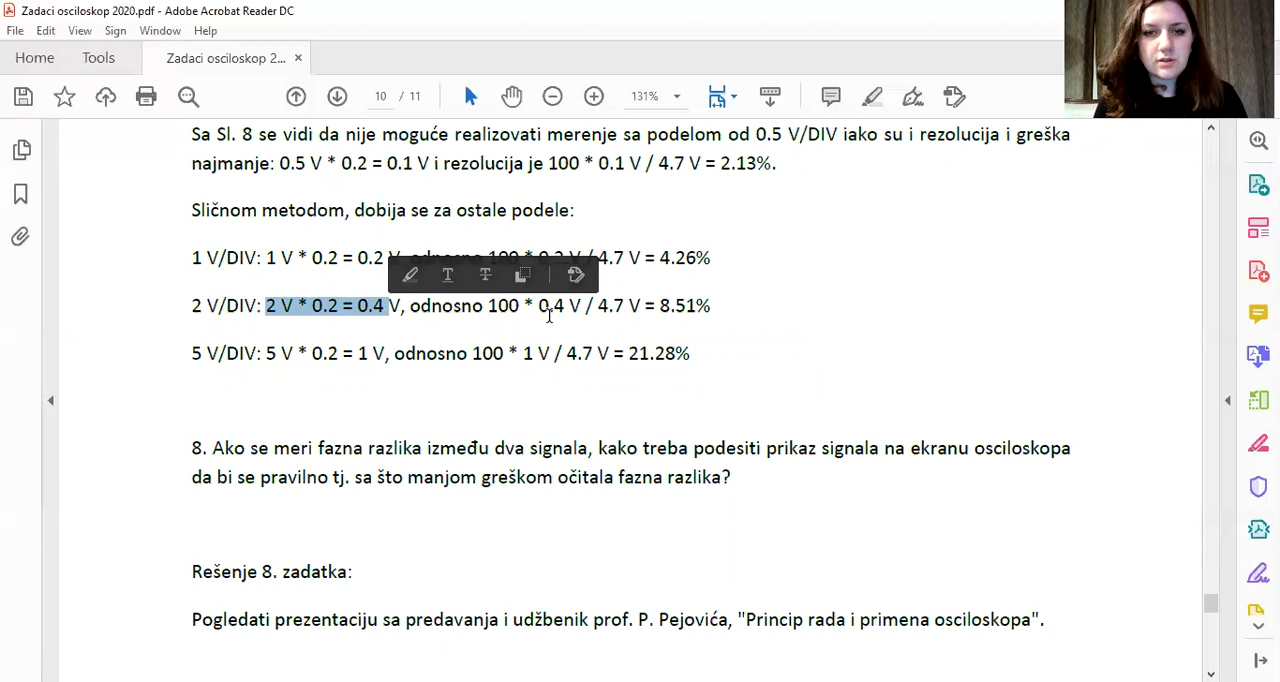 Zadaci osciloskop 2020.pdf - Adobe Acrobat Reader DC
File Edit View Sign Window Help
Home Tools Zadaci osciloskop 2... ×
10 / 11 131%
Sa Sl. 8 se vidi da nije moguće realizovati merenje sa podelom od 0.5 V/DIV iako su i rezolucija i greška
najmanje: 0.5 V * 0.2 = 0.1 V i rezolucija je 100 * 0.1 V / 4.7 V = 2.13%.
Sličnom metodom, dobija se za ostale podele:
1 V/DIV: 1 V * 0.2 = 0.2 V, odnosno 100 * 0.2 V / 4.7 V = 4.26%
2 V/DIV: 2 V * 0.2 = 0.4 V, odnosno 100 * 0.4 V / 4.7 V = 8.51%
5 V/DIV: 5 V * 0.2 = 1 V, odnosno 100 * 1 V / 4.7 V = 21.28%
8. Ako se meri fazna razlika između dva signala, kako treba podesiti prikaz signala na ekranu osciloskopa
da bi se pravilno tj. sa što manjom greškom očitala fazna razlika?
Rešenje 8. zadatka:
Pogledati prezentaciju sa predavanja i udžbenik prof. P. Pejovića, "Princip rada i primena osciloskopa".